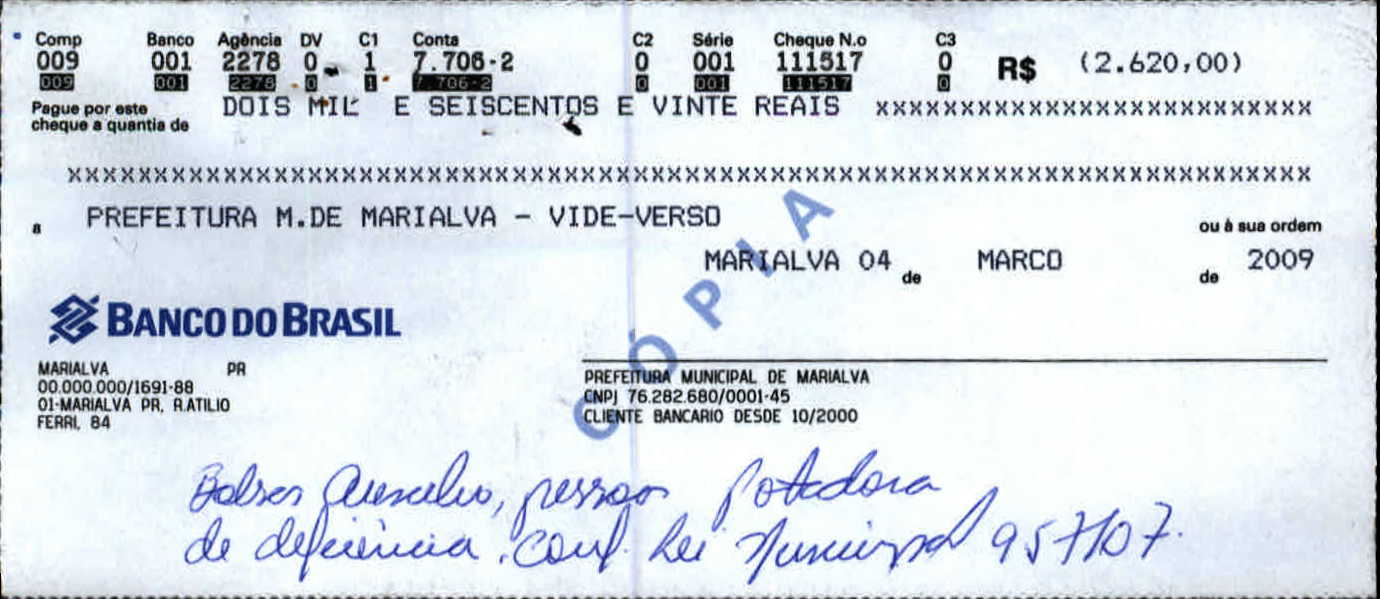 Comp Banco Agência DV C1 Conta C2 Série Cheque N.o C3
009 001 2278 0 1 7.706-2 0 001 111517 0 R$ (2.620,00)
009 001 2278 0 1 7.706-2 0 001 111517 0
Pague por este
cheque a quantia de DOIS MIL E SEISCENTOS E VINTE REAIS xxxxxxxxxxxxxxxxxxxxxxxxxx
xxxxxxxxxxxxxxxxxxxxxxxxxxxxxxxxxxxxxxxxxxxxxxxxxxxxxxxxxxxxxxxxxxxxxxxxxx
a PREFEITURA M.DE MARIALVA - VIDE-VERSO ou à sua ordem
MARIALVA 04 de MARCO de 2009
CÓPIA
BANCO DO BRASIL
MARIALVA PR
00.000.000/1691-88
01-MARIALVA PR, R.ATILIO
FERRI, 84
PREFEITURA MUNICIPAL DE MARIALVA
CNPJ 76.282.680/0001-45
CLIENTE BANCARIO DESDE 10/2000
Bolsa Auxilio, pessoa
de deficiência. Conf. Lei Municipal 957/07.